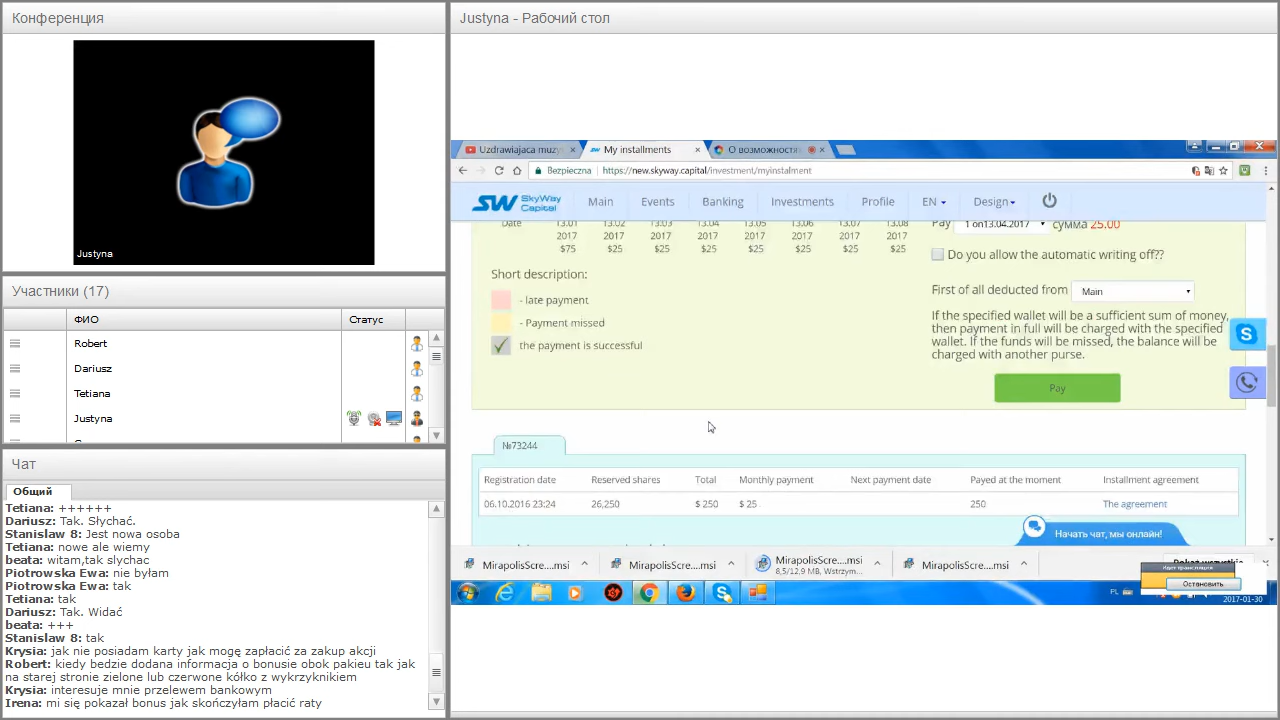 Конференция
Justyna
Участники (17)
ФИО
Статус
Robert
Dariusz
Tetiana
Justyna
Чат
Общий
Tetiana: ++++++
Dariusz: Tak. Słychać.
Stanislaw 8: Jest nowa osoba
Tetiana: nowe ale wiemy
beata: witam,tak slychac
Piotrowska Ewa: nie byłam
Piotrowska Ewa: tak
Tetiana: tak
Dariusz: Tak. Widać
beata: +++
Stanislaw 8: tak
Krysia: jak nie posiadam karty jak mogę zapłacić za zakup akcji
Robert: kiedy bedzie dodana informacja o bonusie obok pakieu tak jak
na starej stronie zielone lub czerwone kółko z wykrzyknikiem
Krysia: interesuje mnie przelewem bankowym
Irena: mi się pokazał bonus jak skończyłam płacić raty
Justyna - Рабочий стол
Uzdrawiajaca muzy
My installments
О возможностях
Bezpieczna
https://new.skyway.capital/investment/myinstalment
SW SkyWay Capital
Main
Events
Banking
Investments
Profile
EN
Design
Date
13.01 2017 $75
13.02 2017 $25
13.03 2017 $25
13.04 2017 $25
13.05 2017 $25
13.06 2017 $25
13.07 2017 $25
13.08 2017 $25
Pay
1 on13.04.2017
сумма 25.00
Do you allow the automatic writing off??
Short description:
- late payment
- Payment missed
the payment is successful
First of all deducted from
Main
If the specified wallet will be a sufficient sum of money,
then payment in full will be charged with the specified
wallet. If the funds will be missed, the balance will be
charged with another purse.
Pay
№73244
Registration date
Reserved shares
Total
Monthly payment
Next payment date
Payed at the moment
Installment agreement
06.10.2016 23:24
26,250
$ 250
$ 25
250
The agreement
Начать чат, мы онлайн!
MirapolisScre....msi
MirapolisScre....msi
MirapolisScre....msi
8,5/12,9 MB, Wstrzym...
MirapolisScre....msi
Pokaż wszystkie
Остановить
PL
2017-01-30